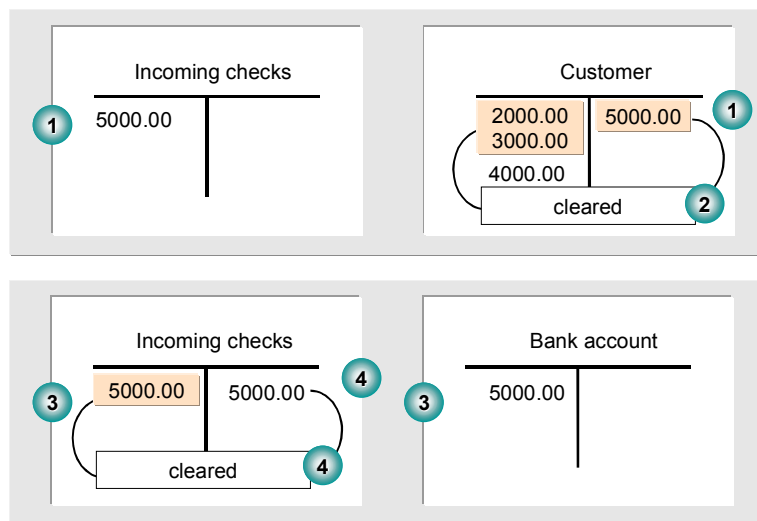 Incoming checks
1
5000.00
Customer
2000.00
3000.00
4000.00
5000.00
1
cleared
2
Incoming checks
3
5000.00
5000.00
4
cleared
4
Bank account
3
5000.00